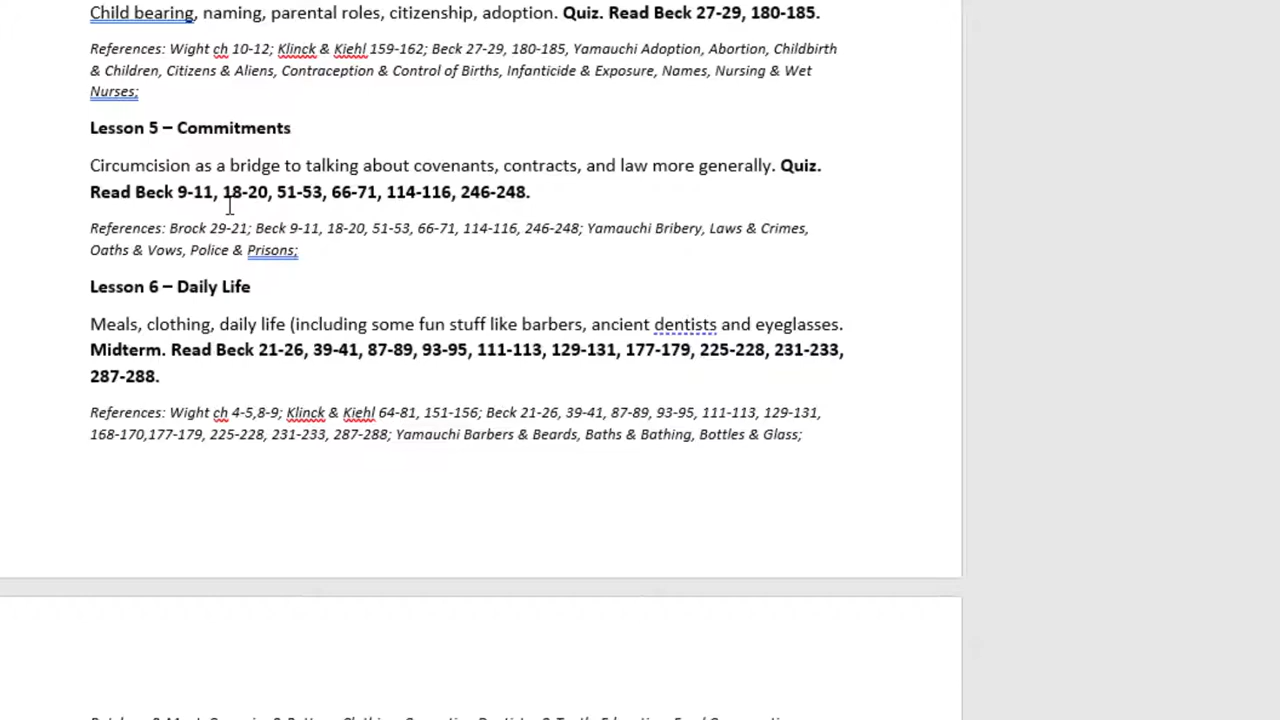 Child bearing, naming, parental roles, citizenship, adoption. Quiz. Read Beck 27-29, 180-185.
References: Wight ch 10-12; Klinck & Kiehl 159-162; Beck 27-29, 180-185, Yamauchi Adoption, Abortion, Childbirth
& Children, Citizens & Aliens, Contraception & Control of Births, Infanticide & Exposure, Names, Nursing & Wet
Nurses;
Lesson 5 – Commitments
Circumcision as a bridge to talking about covenants, contracts, and law more generally. Quiz.
Read Beck 9-11, 18-20, 51-53, 66-71, 114-116, 246-248.
References: Brock 29-21; Beck 9-11, 18-20, 51-53, 66-71, 114-116, 246-248; Yamauchi Bribery, Laws & Crimes,
Oaths & Vows, Police & Prisons;
Lesson 6 – Daily Life
Meals, clothing, daily life (including some fun stuff like barbers, ancient dentists and eyeglasses.
Midterm. Read Beck 21-26, 39-41, 87-89, 93-95, 111-113, 129-131, 177-179, 225-228, 231-233,
287-288.
References: Wight ch 4-5,8-9; Klinck & Kiehl 64-81, 151-156; Beck 21-26, 39-41, 87-89, 93-95, 111-113, 129-131,
168-170,177-179, 225-228, 231-233, 287-288; Yamauchi Barbers & Beards, Baths & Bathing, Bottles & Glass;